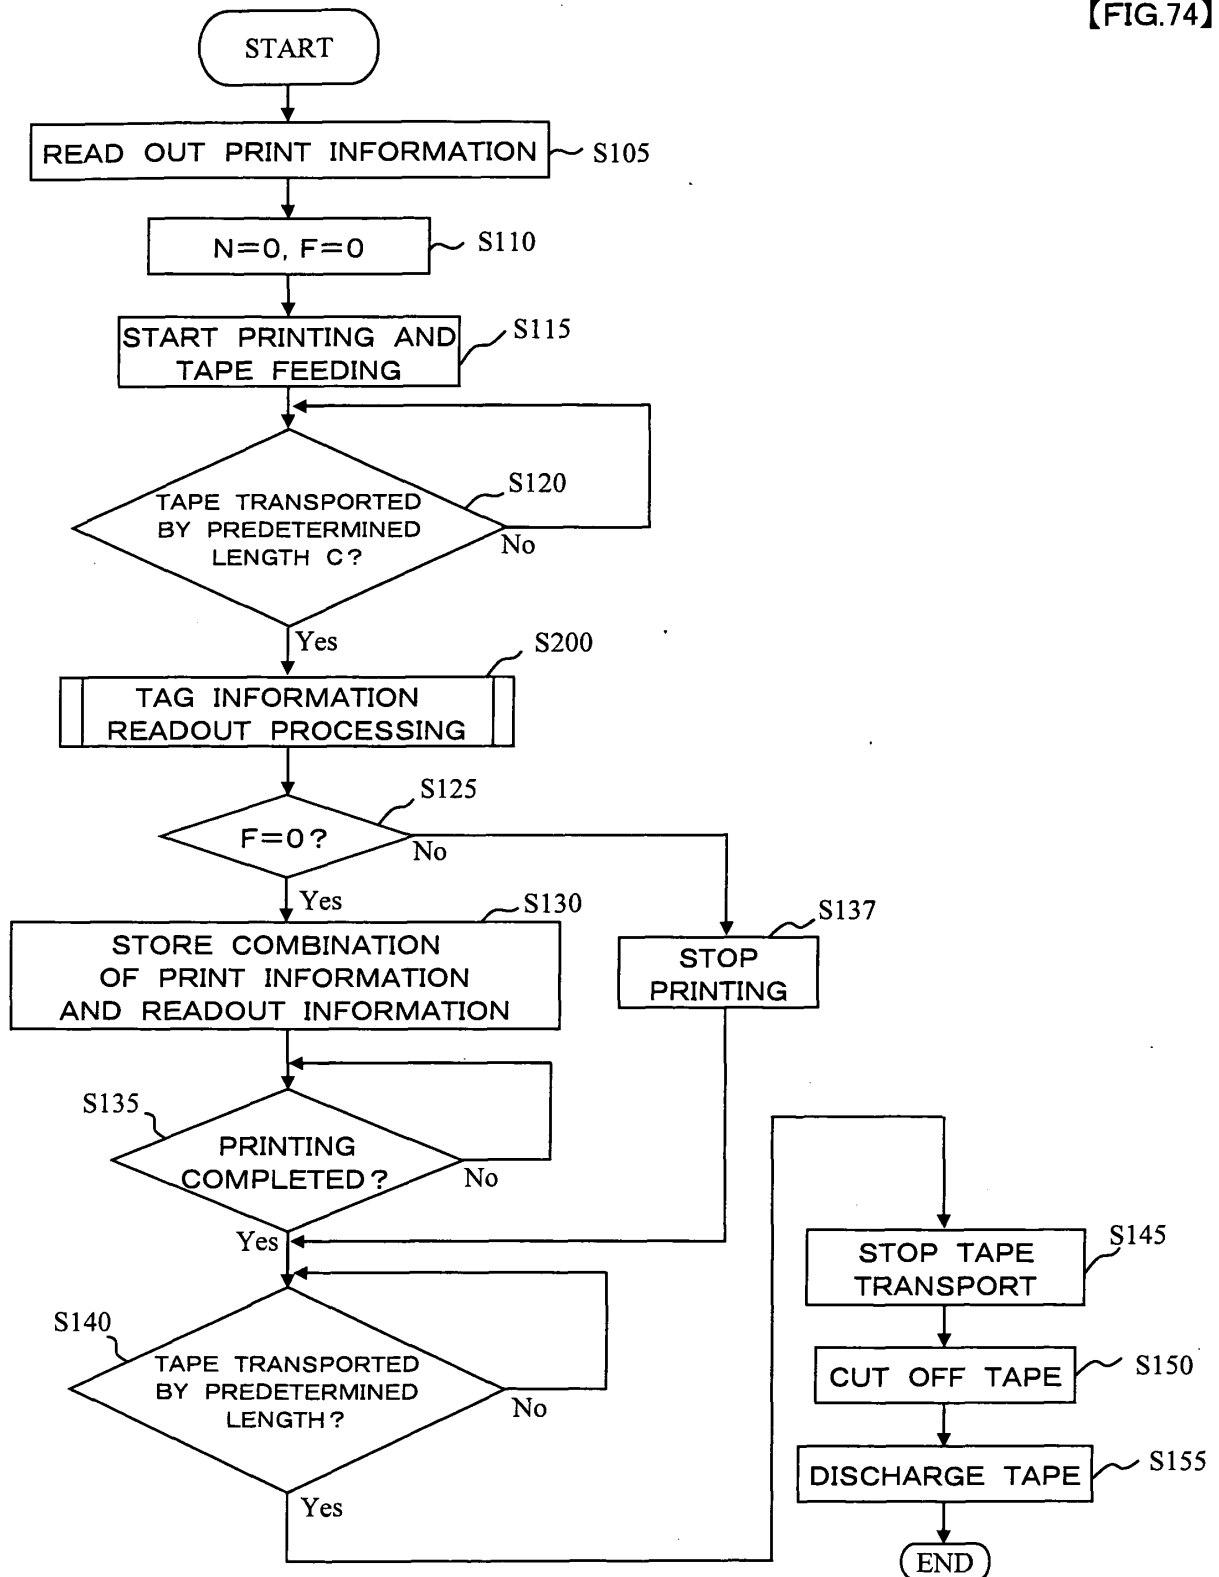 【FIG.74】
START
READ OUT PRINT INFORMATION
S105
N=0, F=0
S110
START PRINTING AND
TAPE FEEDING
S115
TAPE TRANSPORTED
BY PREDETERMINED
LENGTH C?
S120
No
Yes
S200
TAG INFORMATION
READOUT PROCESSING
S125
F=0?
No
Yes
S130
STORE COMBINATION
OF PRINT INFORMATION
AND READOUT INFORMATION
S137
STOP
PRINTING
S135
PRINTING
COMPLETED?
No
Yes
S140
TAPE TRANSPORTED
BY PREDETERMINED
LENGTH?
No
Yes
STOP TAPE
TRANSPORT
S145
CUT OFF TAPE
S150
DISCHARGE TAPE
S155
END